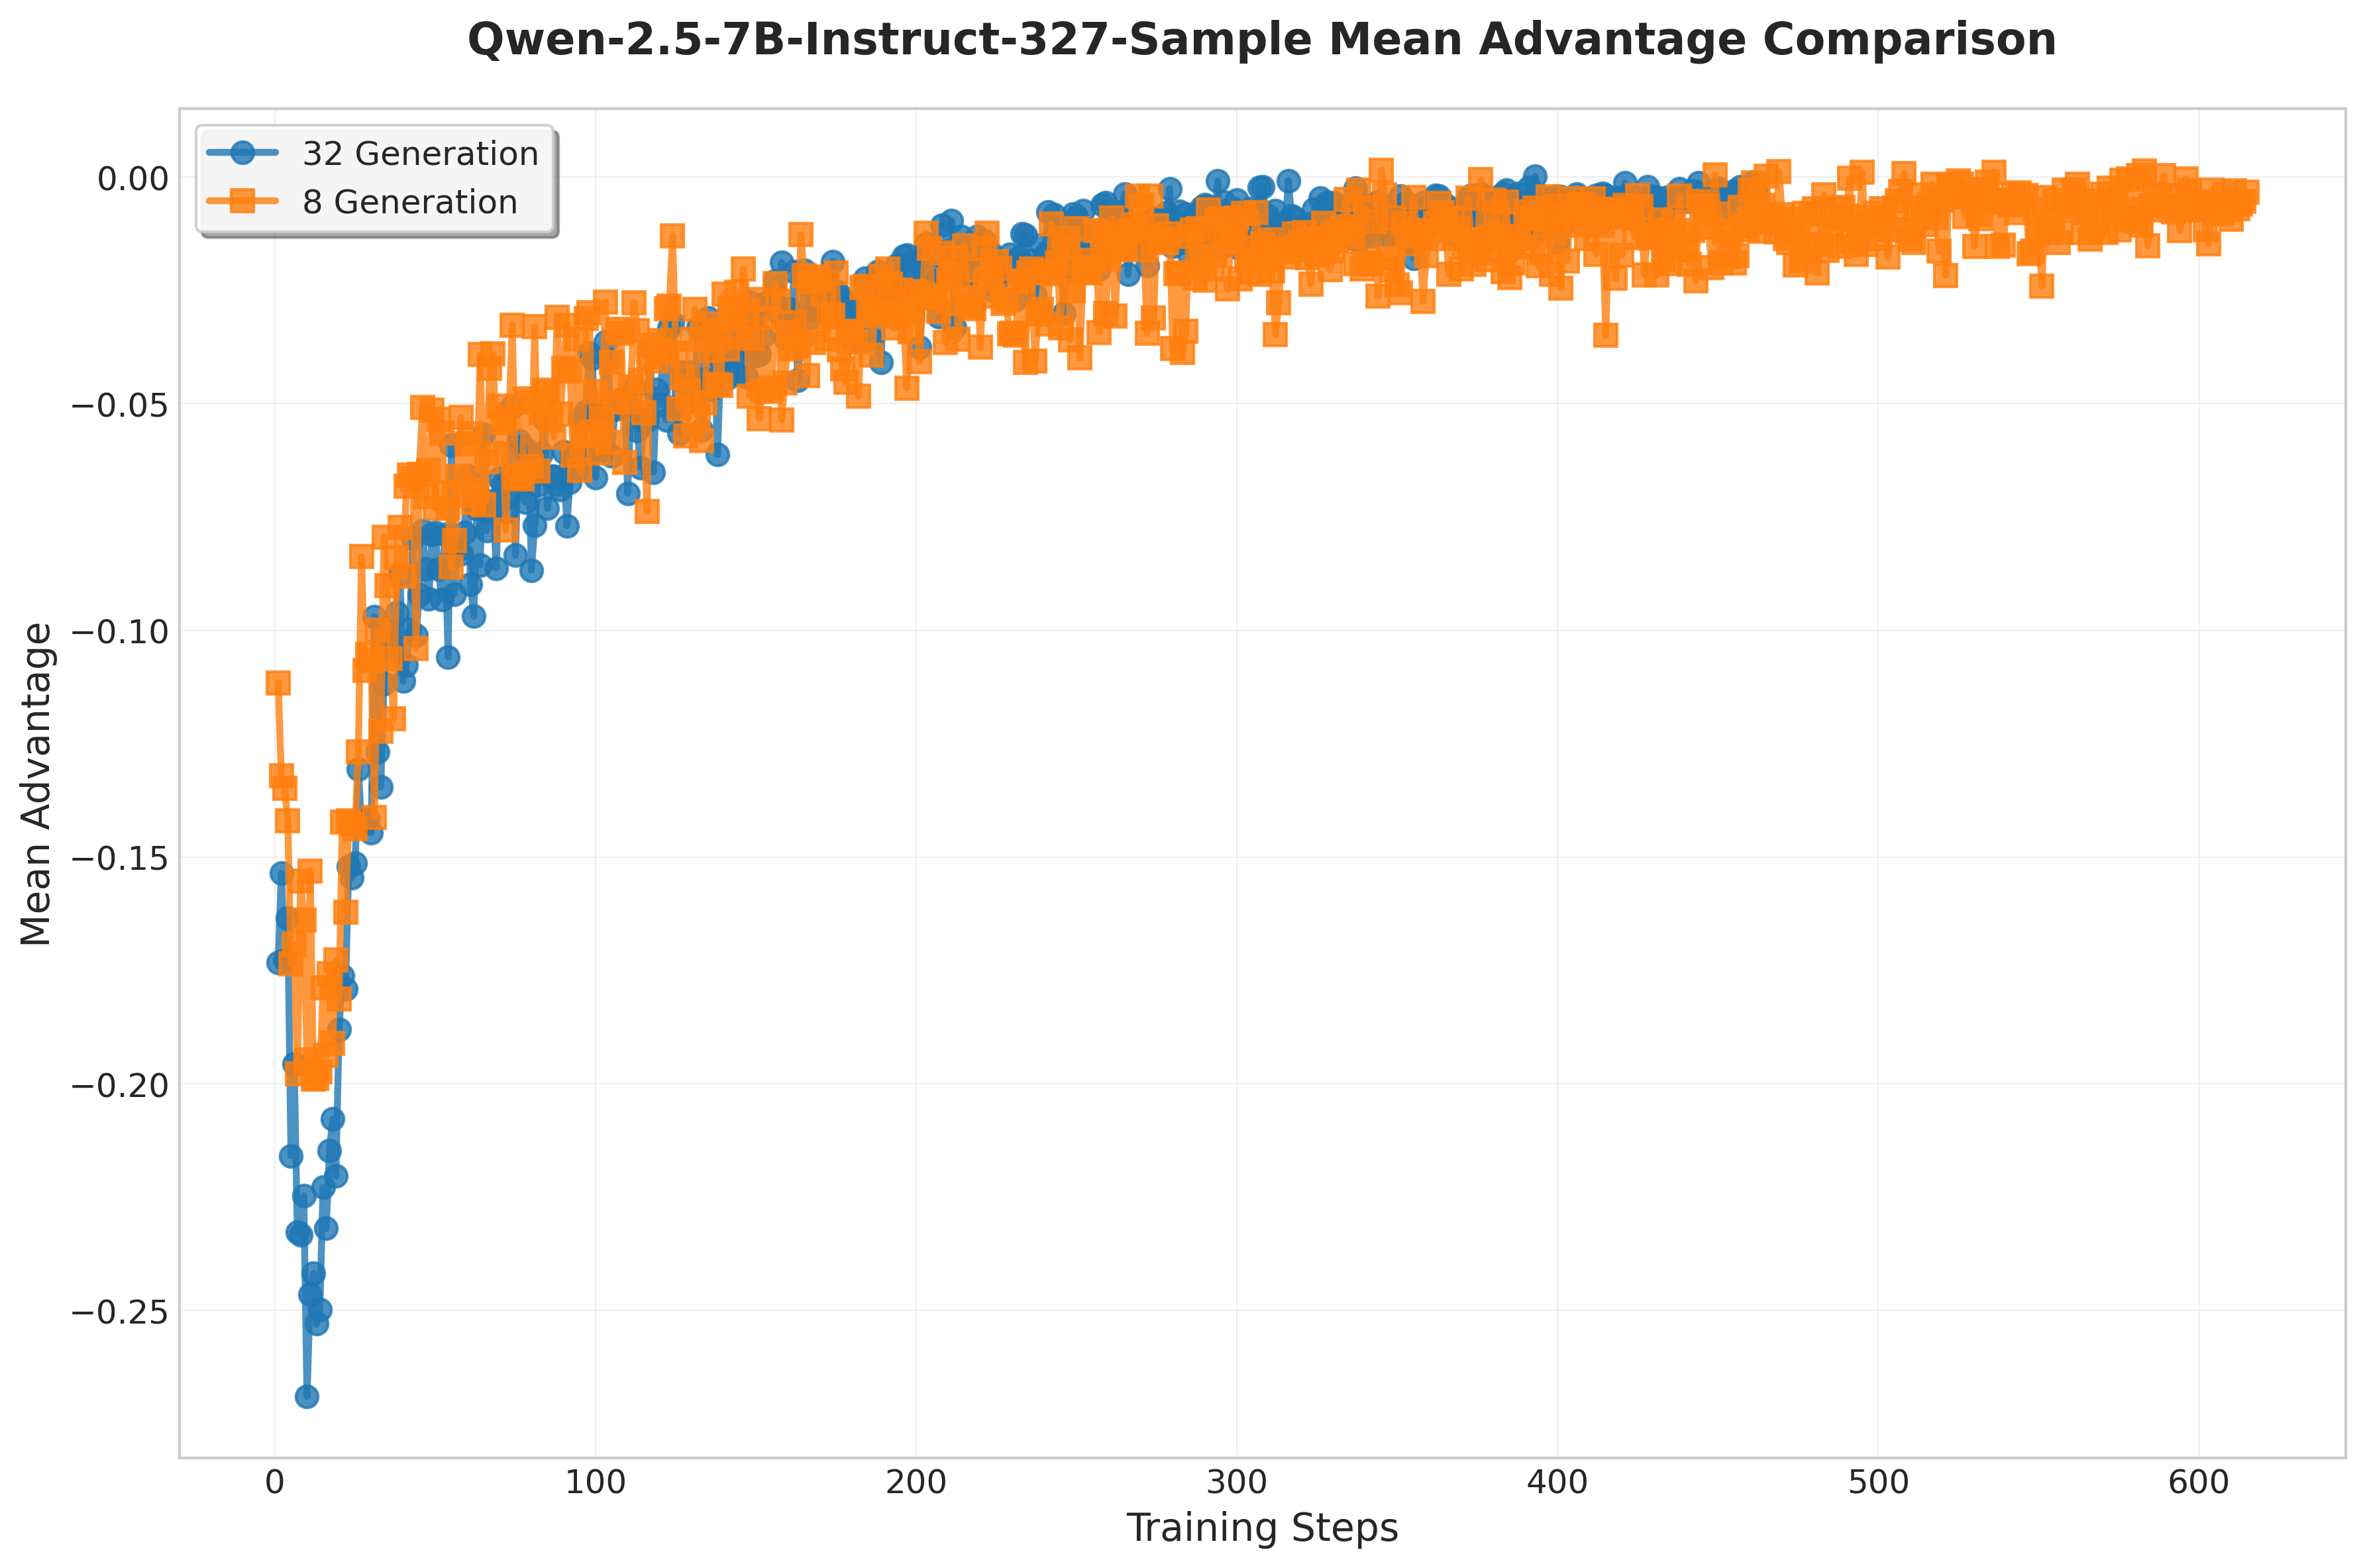 Qwen-2.5-7B-Instruct-327-Sample Mean Advantage Comparison
32 Generation
8 Generation
0.00
−0.05
−0.10
−0.15
−0.20
−0.25
Mean Advantage
0 100 200 300 400 500 600
Training Steps